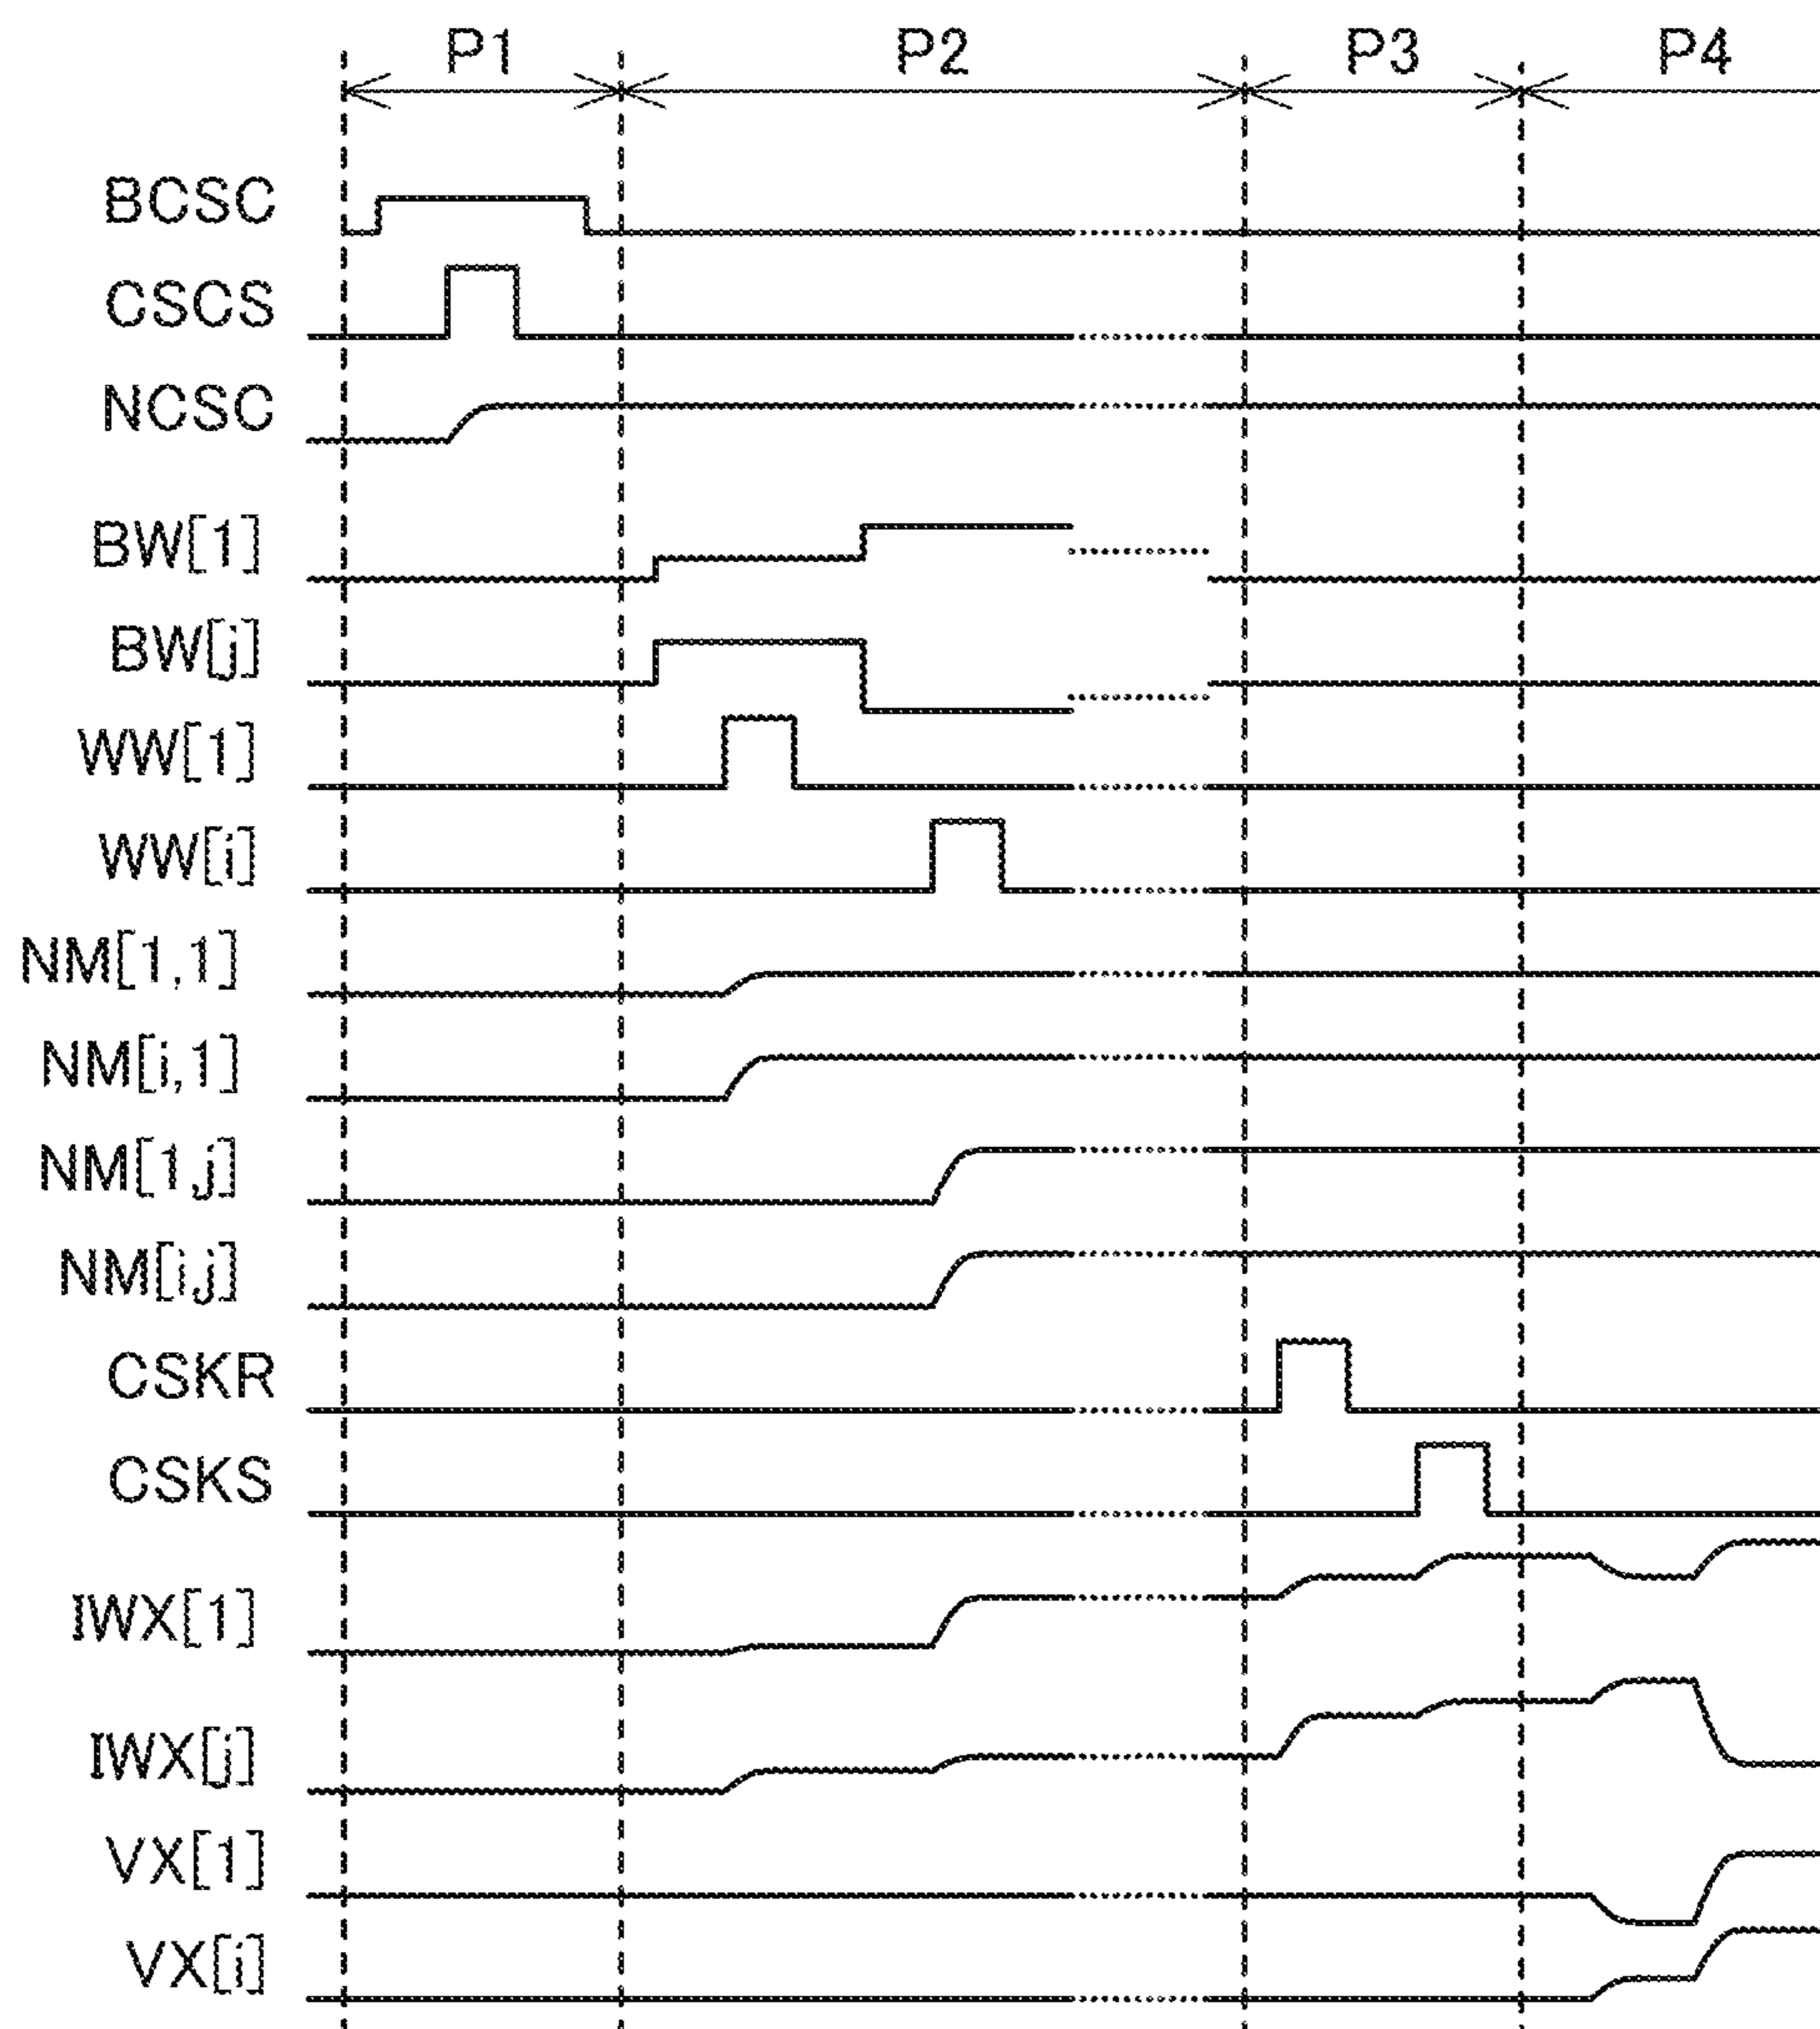 P1 P2 P3 P4
BCSC
CSCS
NCSC
BW[1]
BW[j]
WW[1]
WW[i]
NM[1,1]
NM[i,1]
NM[1,j]
NM[i,j]
CSKR
CSKS
IWX[1]
IWX[j]
VX[1]
VX[i]